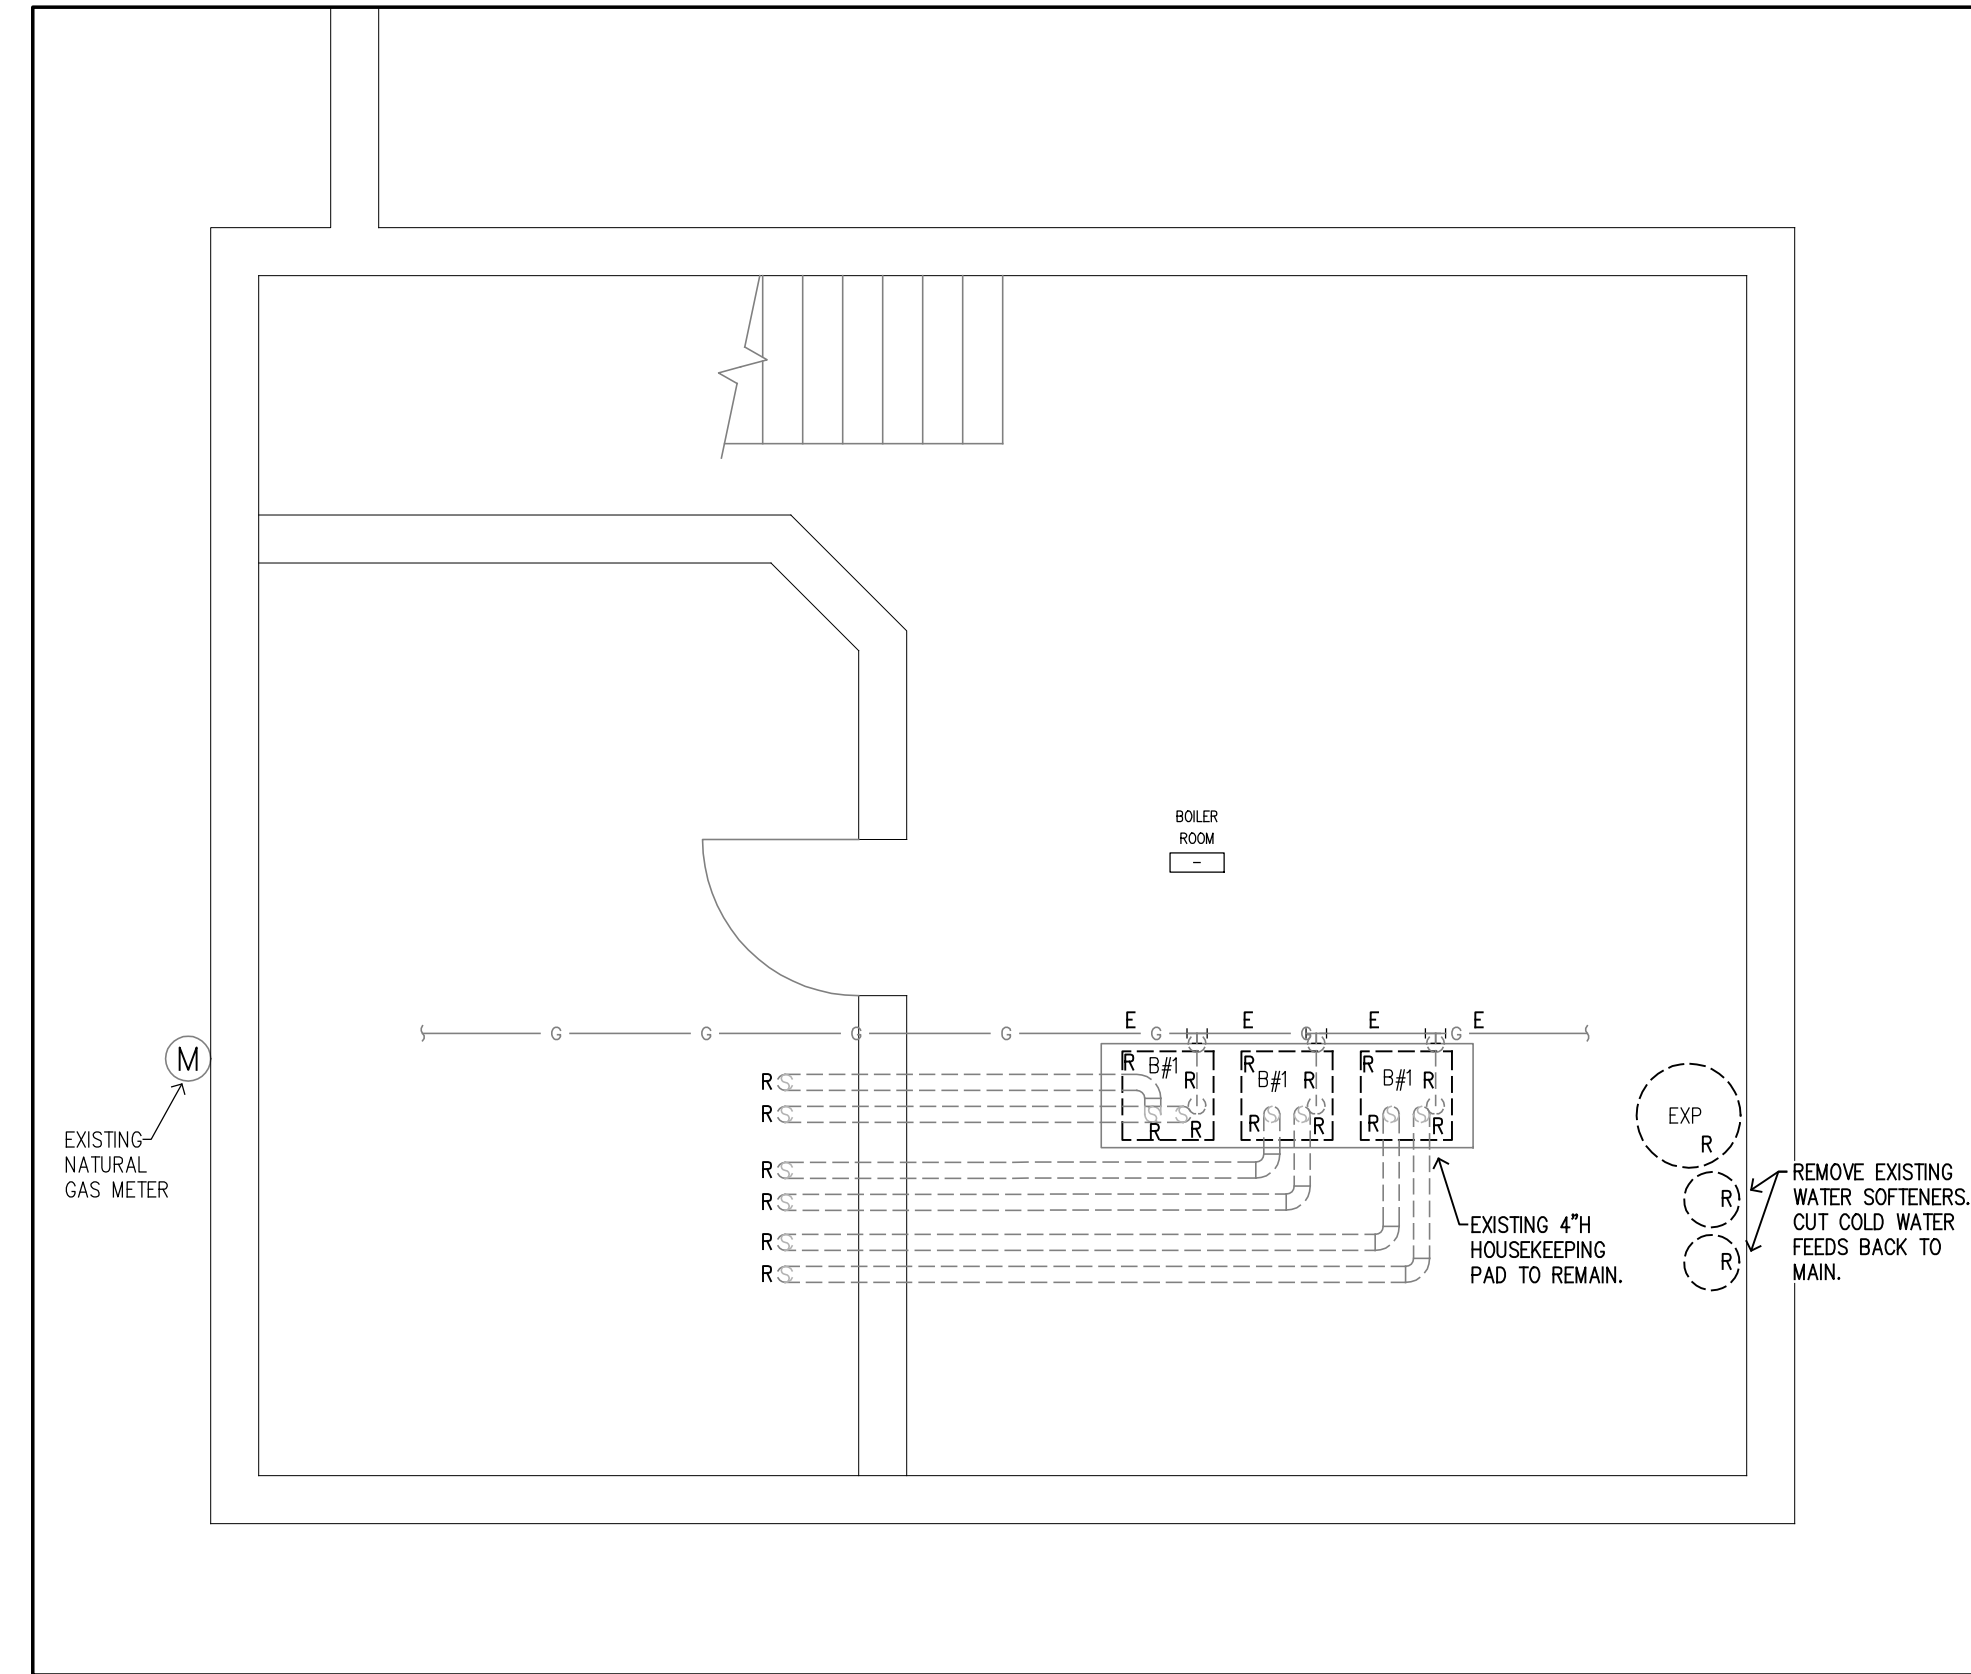 BOILER
ROOM
-
E E E E
G G G G G G G
M
R B#1 R B#1 R B#1
R R R
R S
R S
S S S S S S
R R R R R R
EXP
R
EXISTING
NATURAL
GAS METER
R S
R S
R S
R S
R
R
REMOVE EXISTING
WATER SOFTENERS.
CUT COLD WATER
FEEDS BACK TO
MAIN.
EXISTING 4"H
HOUSEKEEPING
PAD TO REMAIN.